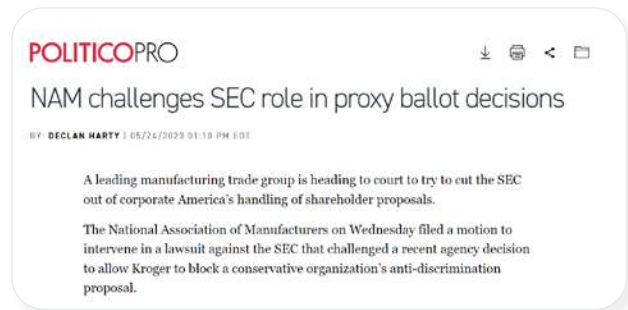 POLITICOPRO
NAM challenges SEC role in proxy ballot decisions
BY: DECLAN HARTY | 05/24/2023 01:18 PM EDT
A leading manufacturing trade group is heading to court to try to cut the SEC
out of corporate America's handling of shareholder proposals.
The National Association of Manufacturers on Wednesday filed a motion to
intervene in a lawsuit against the SEC that challenged a recent agency decision
to allow Kroger to block a conservative organization's anti-discrimination
proposal.